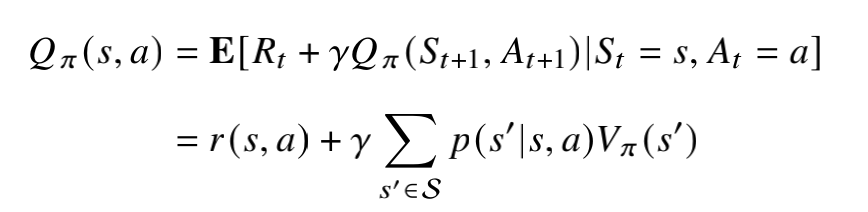 Q_π(s, a) = E[R_t + γQ_π(S_{t+1}, A_{t+1})|S_t = s, A_t = a]
= r(s, a) + γ ∑_{s′∈𝒮} p(s′|s, a)V_π(s′)